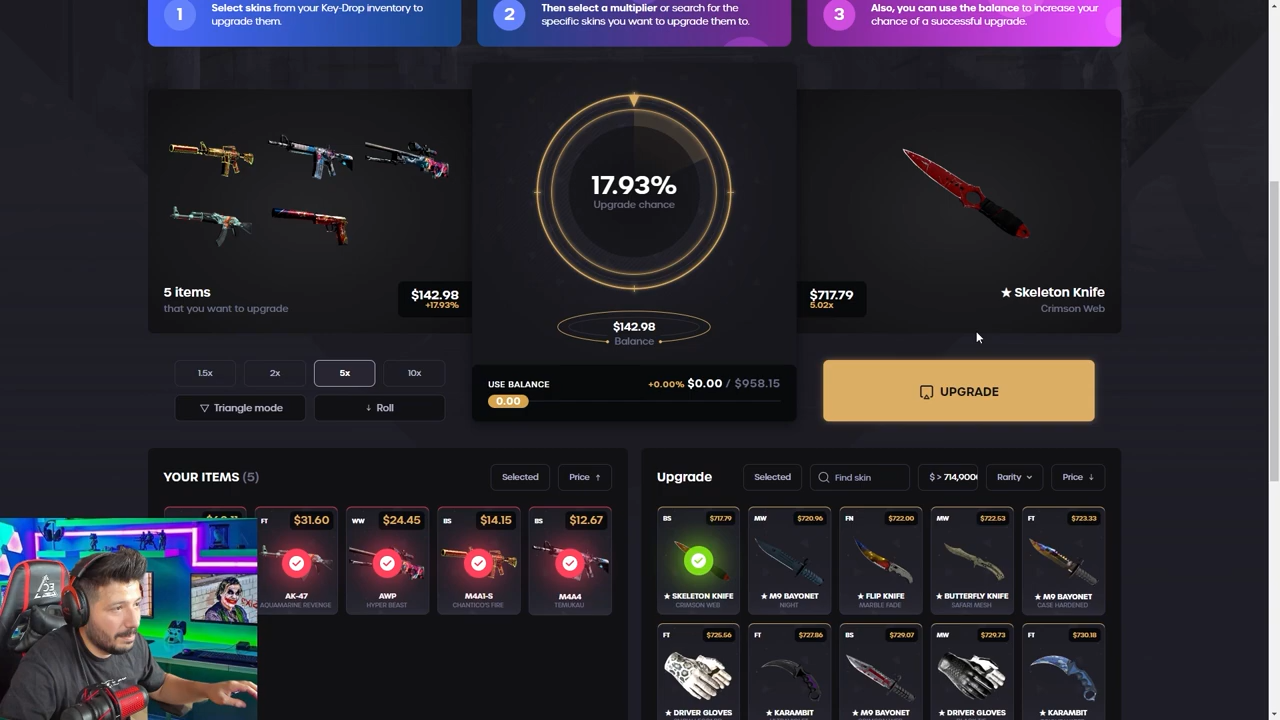 1
Select skins from your Key-Drop inventory to
upgrade them.
2
Then select a multiplier or search for the
specific skins you want to upgrade them to.
3
Also, you can use the balance to increase your
chance of a successful upgrade.
17.93%
Upgrade chance
5 items
that you want to upgrade
$142.98
+17.93%
$142.98
Balance
$717.79
5.02x
★ Skeleton Knife
Crimson Web
1.5x
2x
5x
10x
Triangle mode
Roll
USE BALANCE
+0.00% $0.00 / $958.15
0.00
UPGRADE
YOUR ITEMS (5)
Selected
Price
Upgrade
Selected
Find skin
$ > 714,900
Rarity
Price
FT
$31.60
AK-47
AQUAMARINE REVENGE
WW
$24.45
AWP
HYPER BEAST
BS
$14.15
M4A1-S
CHANTICO'S FIRE
BS
$12.67
M4A4
TEMUKAU
BS
$717.79
★ SKELETON KNIFE
CRIMSON WEB
MW
$720.96
★ M9 BAYONET
NIGHT
FN
$722.00
★ FLIP KNIFE
MARBLE FADE
MW
$722.53
★ BUTTERFLY KNIFE
SAFARI MESH
FT
$723.33
★ M9 BAYONET
CASE HARDENED
FT
$725.56
★ DRIVER GLOVES
FT
$727.86
★ KARAMBIT
BS
$729.07
★ M9 BAYONET
MW
$729.73
★ DRIVER GLOVES
FT
$730.18
★ KARAMBIT